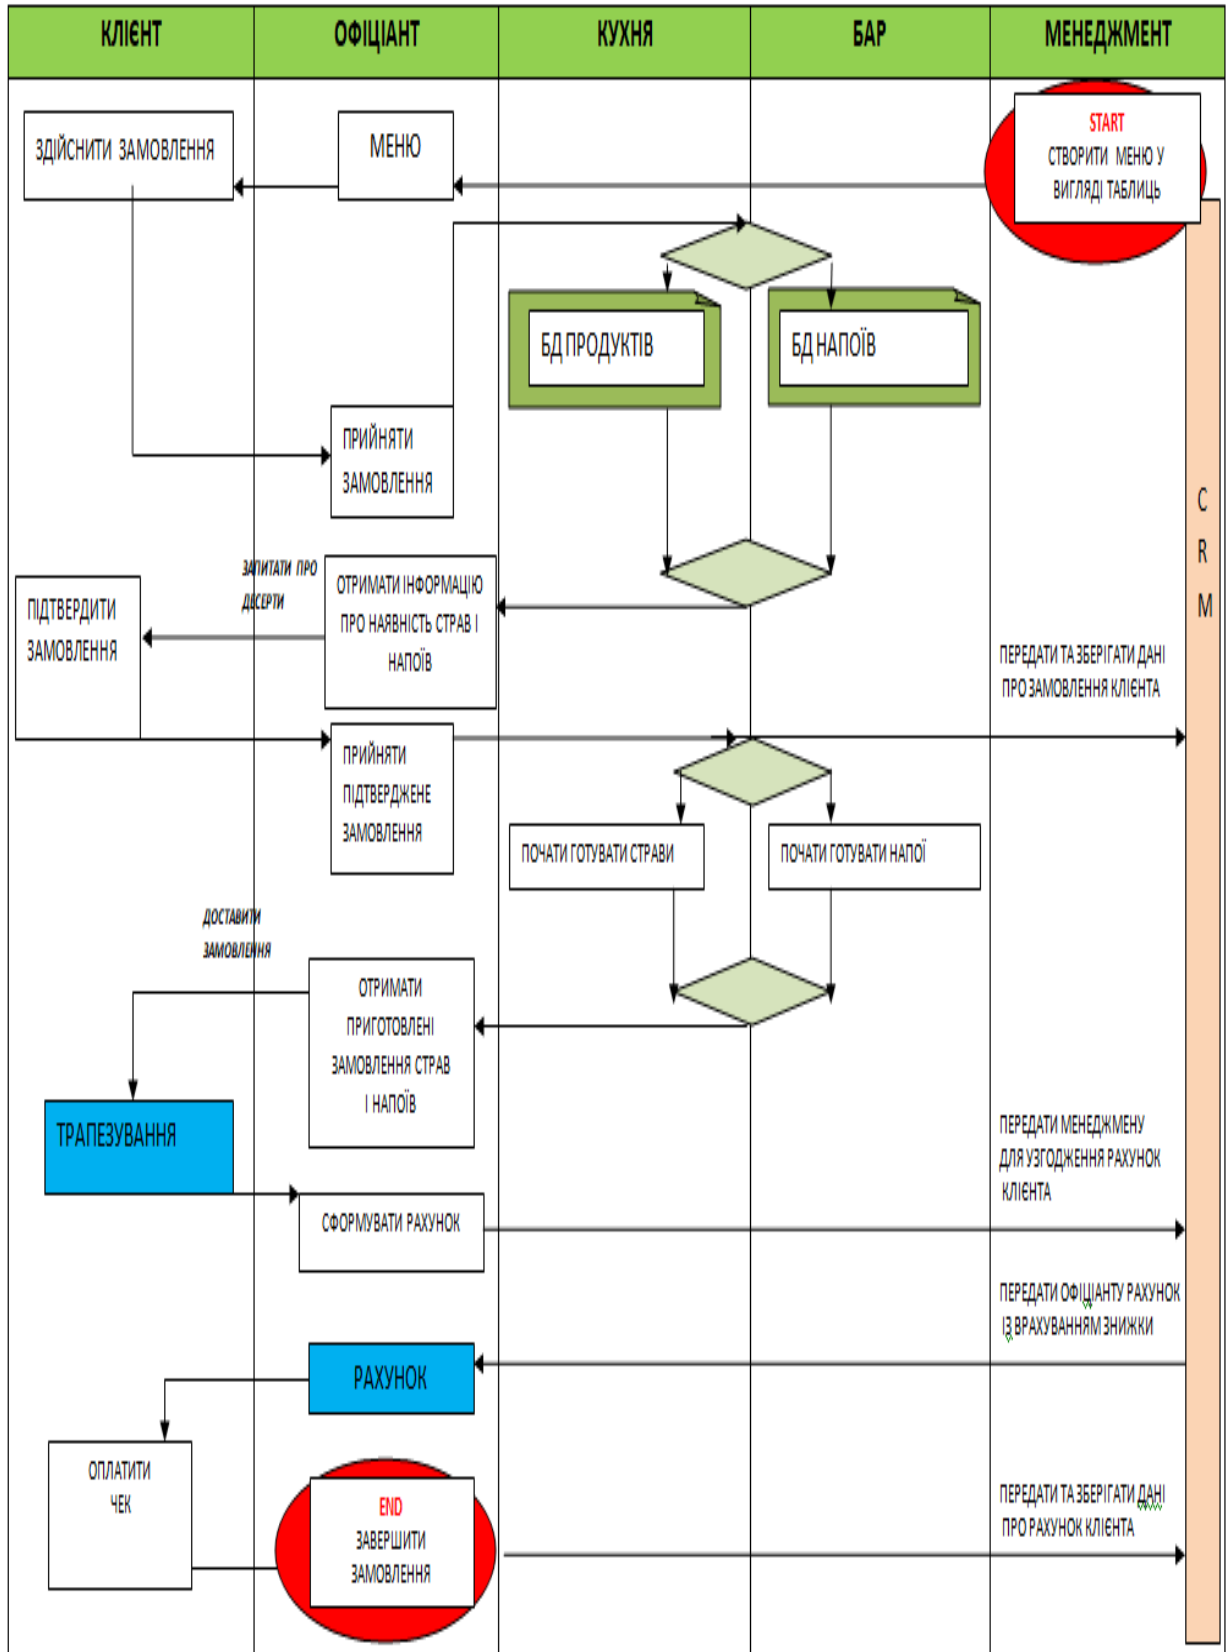 КЛІЄНТ
ОФІЦІАНТ
КУХНЯ
БАР
МЕНЕДЖМЕНТ
ЗДІЙСНИТИ ЗАМОВЛЕННЯ
МЕНЮ
START
СТВОРИТИ МЕНЮ У
ВИГЛЯДІ ТАБЛИЦЬ
БД ПРОДУКТІВ
БД НАПОЇВ
ПРИЙНЯТИ
ЗАМОВЛЕННЯ
C
R
M
ЗАПИТАТИ ПРО
ДЕСЕРТИ
ОТРИМАТИ ІНФОРМАЦІЮ
ПРО НАЯВНІСТЬ СТРАВ І
НАПОЇВ
ПІДТВЕРДИТИ
ЗАМОВЛЕННЯ
ПЕРЕДАТИ ТА ЗБЕРІГАТИ ДАНІ
ПРО ЗАМОВЛЕННЯ КЛІЄНТА
ПРИЙНЯТИ
ПІДТВЕРДЖЕНЕ
ЗАМОВЛЕННЯ
ПОЧАТИ ГОТУВАТИ СТРАВИ
ПОЧАТИ ГОТУВАТИ НАПОЇ
ДОСТАВИТИ
ЗАМОВЛЕННЯ
ОТРИМАТИ
ПРИГОТОВЛЕНІ
ЗАМОВЛЕННЯ СТРАВ
І НАПОЇВ
ТРАПЕЗУВАННЯ
ПЕРЕДАТИ МЕНЕДЖМЕНУ
ДЛЯ УЗГОДЖЕННЯ РАХУНОК
КЛІЄНТА
СФОРМУВАТИ РАХУНОК
ПЕРЕДАТИ ОФІЦІАНТУ РАХУНОК
ІЗ ВРАХУВАННЯМ ЗНИЖКИ
РАХУНОК
ОПЛАТИТИ
ЧЕК
END
ЗАВЕРШИТИ
ЗАМОВЛЕННЯ
ПЕРЕДАТИ ТА ЗБЕРІГАТИ ДАНІ
ПРО РАХУНОК КЛІЄНТА